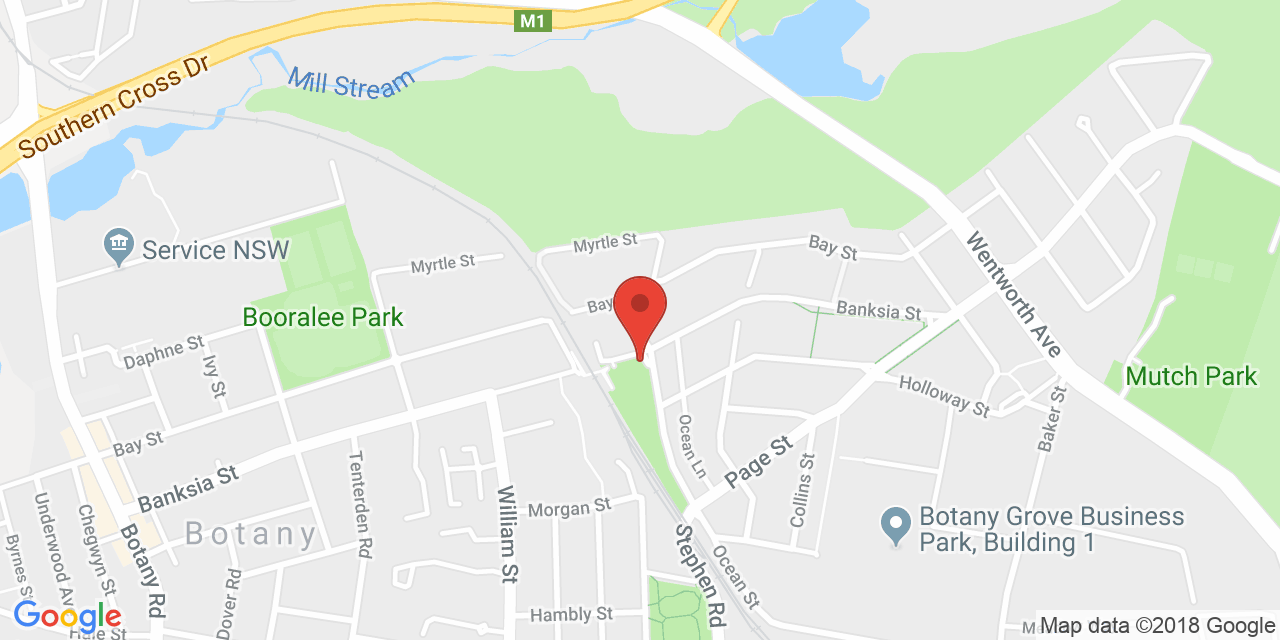 M1
Southern Cross Dr
Mill Stream
Service NSW
Myrtle St
Myrtle St
Bay St
Wentworth Ave
Booralee Park
Bay
Banksia St
Daphne St
Ivy St
Mutch Park
Holloway St
Baker St
Ocean Ln
Page St
Collins St
Bay St
Banksia St
Tenterden Rd
William St
Morgan St
Botany
Botany Rd
Underwood Av
Chegwyn St
Byrnes St
Dover Rd
Stephen Rd
Ocean St
Botany Grove Business
Park, Building 1
Hambly St
Google
Hale St
M
Map data ©2018 Google